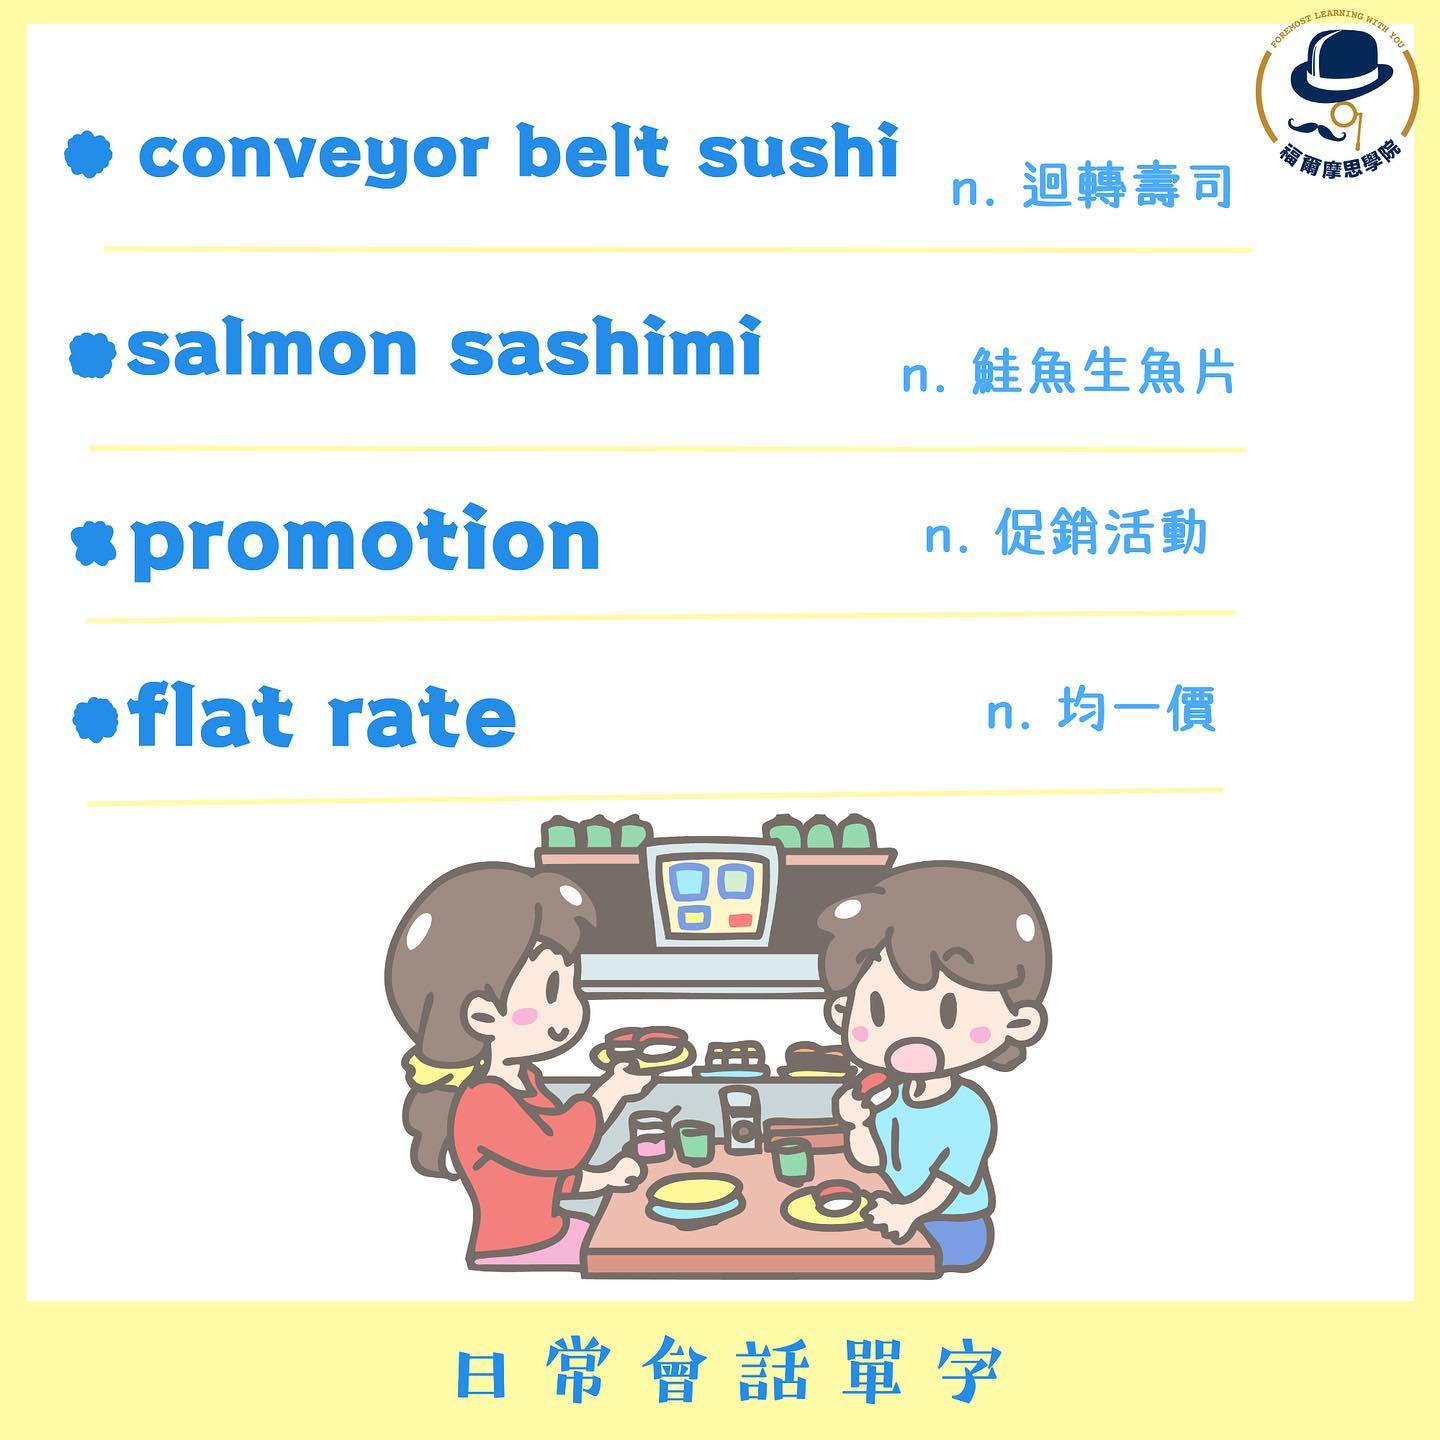 FOREMOST LEARNING WITH YOU
福爾摩思學院
conveyor belt sushi n. 迴轉壽司
salmon sashimi n. 鮭魚生魚片
promotion n. 促銷活動
flat rate n. 均一價
日常會話單字